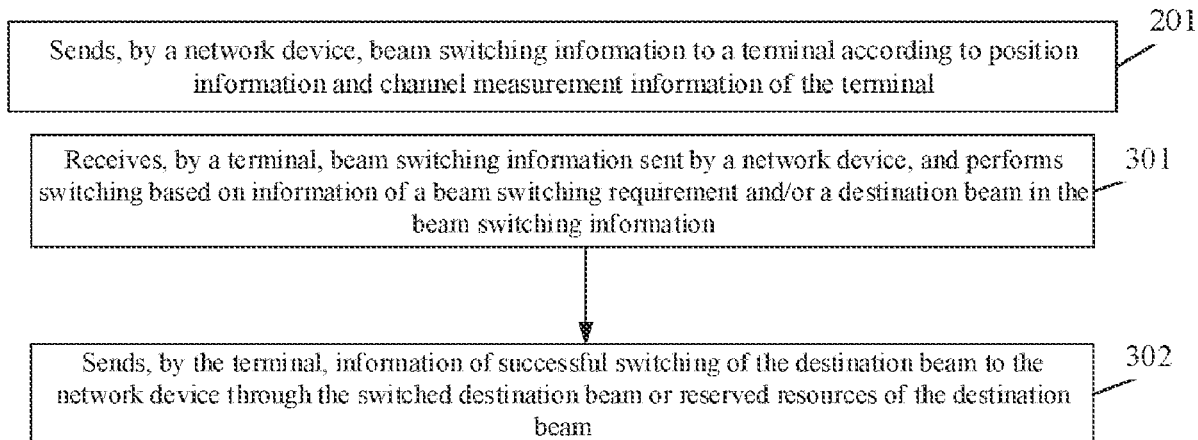 201
Sends, by a network device, beam switching information to a terminal according to position
information and channel measurement information of the terminal
301
Receives, by a terminal, beam switching information sent by a network device, and performs
switching based on information of a beam switching requirement and/or a destination beam in the
beam switching information
302
Sends, by the terminal, information of successful switching of the destination beam to the
network device through the switched destination beam or reserved resources of the destination
beam